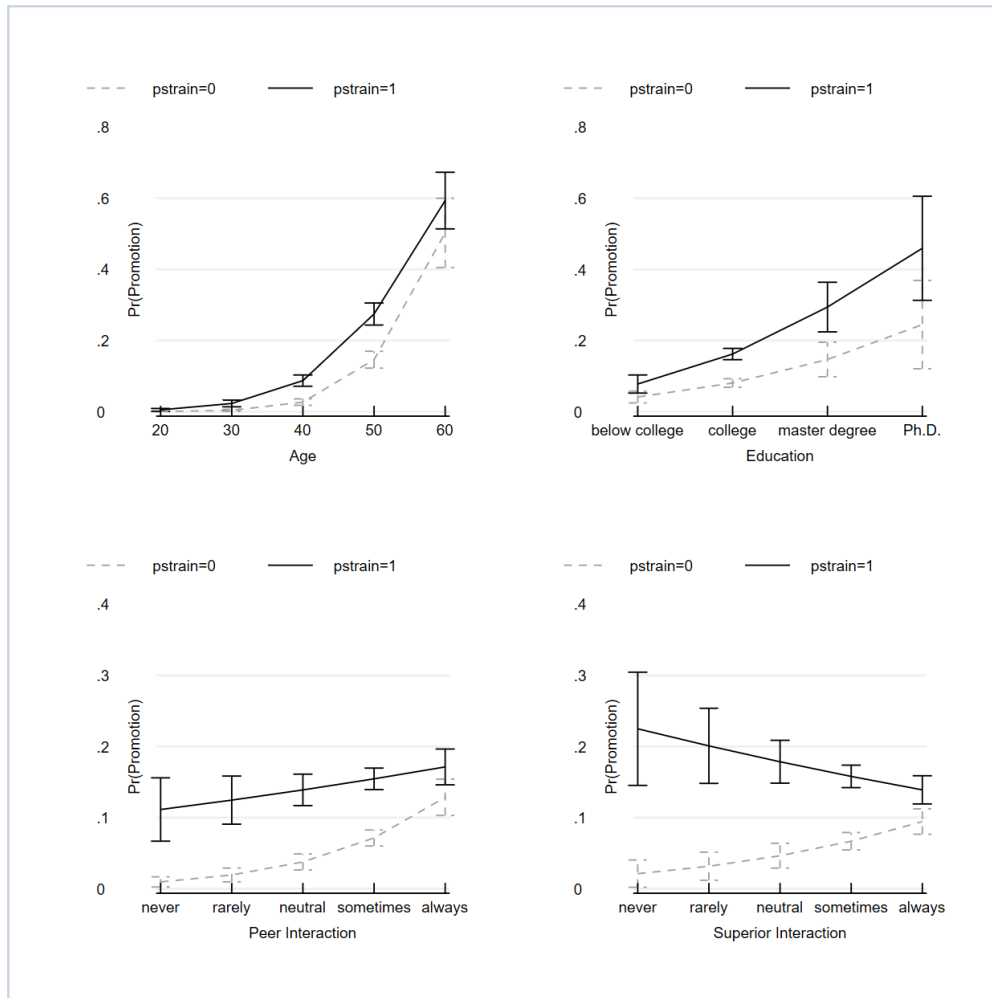 pstrain=0 pstrain=1
.8
.6
.4
.2
0
Pr(Promotion)
20 30 40 50 60
Age
pstrain=0 pstrain=1
.8
.6
.4
.2
0
Pr(Promotion)
below college college master degree Ph.D.
Education
pstrain=0 pstrain=1
.4
.3
.2
.1
0
Pr(Promotion)
never rarely neutral sometimes always
Peer Interaction
pstrain=0 pstrain=1
.4
.3
.2
.1
0
Pr(Promotion)
never rarely neutral sometimes always
Superior Interaction